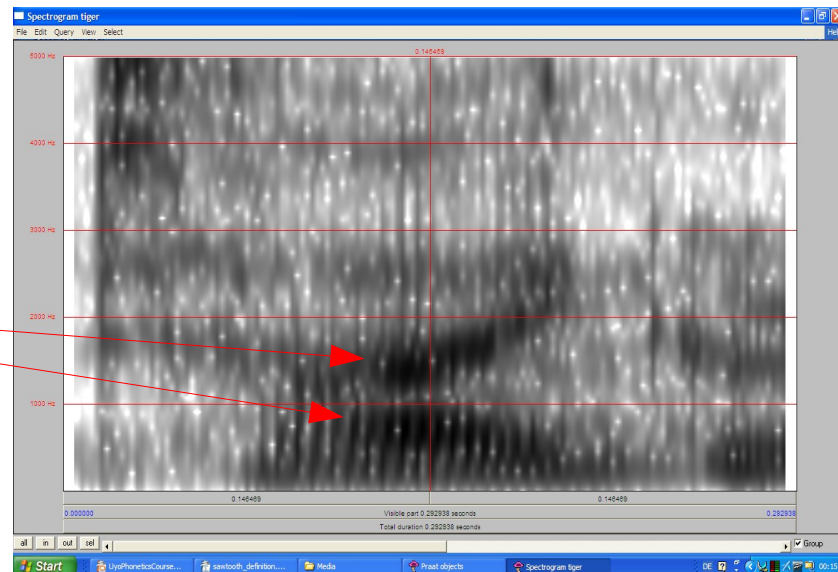 Spectrogram tiger
File Edit Query View Select Hel
0.146469
5000 Hz
4000 Hz
3000 Hz
2000 Hz
1000 Hz
0.146469 0.146469
0.000000 Visible part 0.292938 seconds 0.292938
Total duration 0.292938 seconds
all in out sel Group
Start UyoPhoneticsCourse... sawtooth_definition.... Media Praat objects Spectrogram tiger DE 00:15